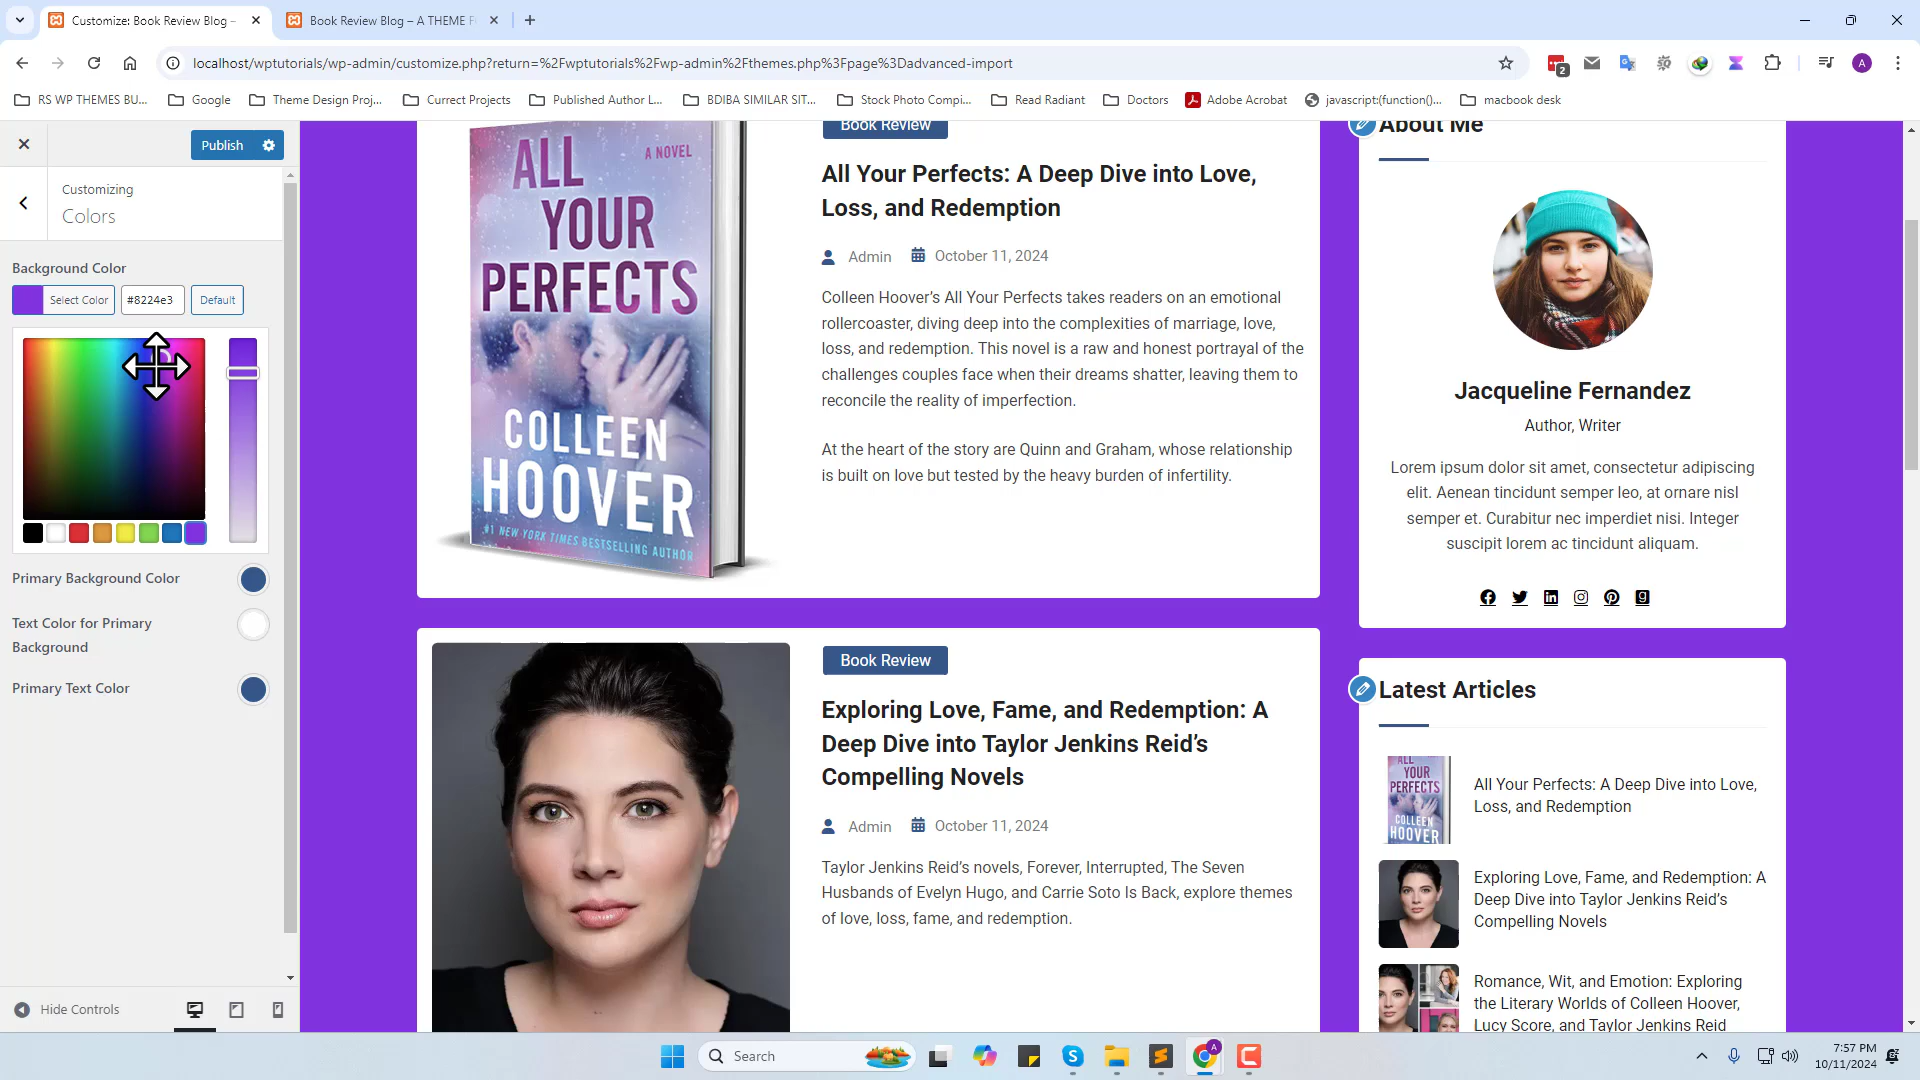 Customize: Book Review Blog –
Book Review Blog – A THEME F
localhost/wptutorials/wp-admin/customize.php?return=%2Fwptutorials%2Fwp-admin%2Fthemes.php%3Fpage%3Dadvanced-import
2
A
RS WP THEMES BU...
Google
Theme Design Proj...
Currect Projects
Published Author L...
BDIBA SIMILAR SIT...
Stock Photo Compi...
Read Radiant
Doctors
Adobe Acrobat
javascript:(function()...
macbook desk
Publish
Customizing
Colors
Background Color
Select Color
#8224e3
Default
Primary Background Color
Text Color for Primary
Background
Primary Text Color
Hide Controls
ALL
YOUR
PERFECTS
A NOVEL
COLLEEN
HOOVER
#1 NEW YORK TIMES BESTSELLING AUTHOR
Book Review
All Your Perfects: A Deep Dive into Love,
Loss, and Redemption
Admin
October 11, 2024
Colleen Hoover’s All Your Perfects takes readers on an emotional
rollercoaster, diving deep into the complexities of marriage, love,
loss, and redemption. This novel is a raw and honest portrayal of the
challenges couples face when their dreams shatter, leaving them to
reconcile the reality of imperfection.
At the heart of the story are Quinn and Graham, whose relationship
is built on love but tested by the heavy burden of infertility.
Book Review
Exploring Love, Fame, and Redemption: A
Deep Dive into Taylor Jenkins Reid’s
Compelling Novels
Admin
October 11, 2024
Taylor Jenkins Reid’s novels, Forever, Interrupted, The Seven
Husbands of Evelyn Hugo, and Carrie Soto Is Back, explore themes
of love, loss, fame, and redemption.
About Me
Jacqueline Fernandez
Author, Writer
Lorem ipsum dolor sit amet, consectetur adipiscing
elit. Aenean tincidunt semper leo, at ornare nisl
semper et. Curabitur nec imperdiet nisi. Integer
suscipit lorem ac tincidunt aliquam.
Latest Articles
ALL
YOUR
PERFECTS
COLLEEN
HOOVER
All Your Perfects: A Deep Dive into Love,
Loss, and Redemption
Exploring Love, Fame, and Redemption: A
Deep Dive into Taylor Jenkins Reid’s
Compelling Novels
Romance, Wit, and Emotion: Exploring
the Literary Worlds of Colleen Hoover,
Lucy Score, and Taylor Jenkins Reid
Search
A
7:57 PM
10/11/2024